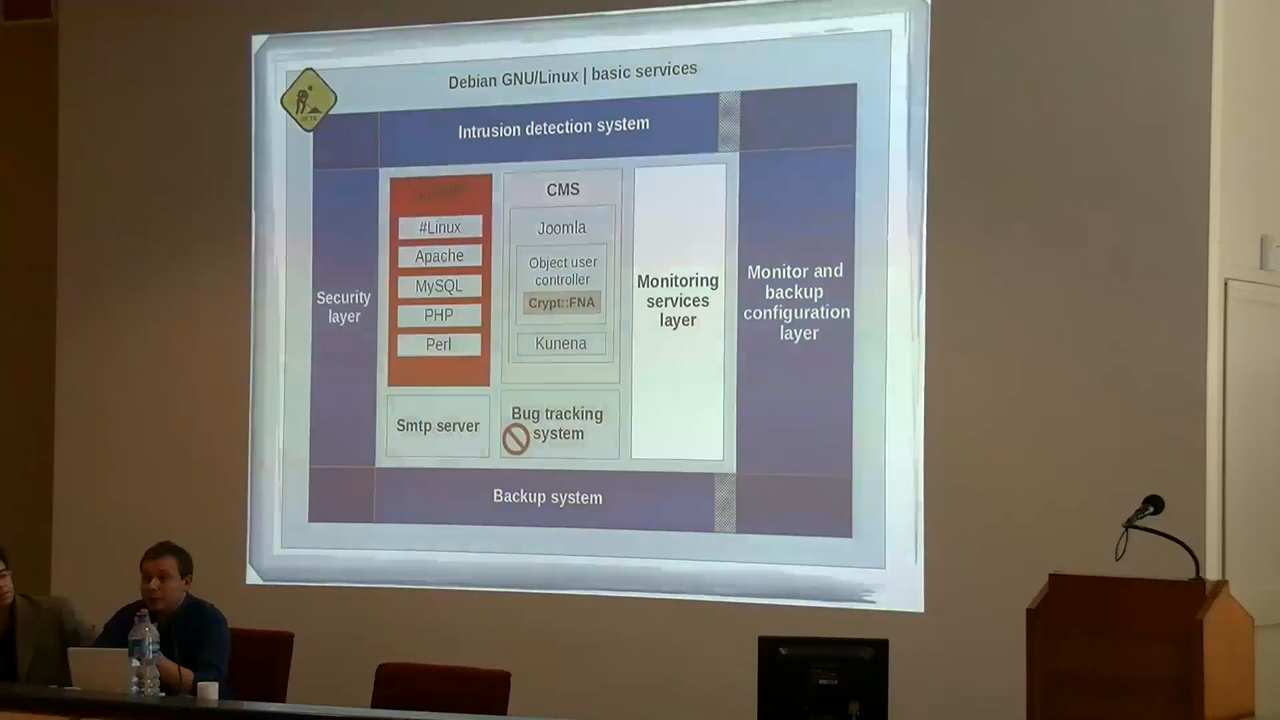 Debian GNU/Linux | basic services
BETA
Intrusion detection system
Security
layer
#Linux
Apache
MySQL
PHP
Perl
Smtp server
CMS
Joomla
Object user
controller
Crypt::FNA
Kunena
Bug tracking
system
Monitoring
services
layer
Monitor and
backup
configuration
layer
Backup system